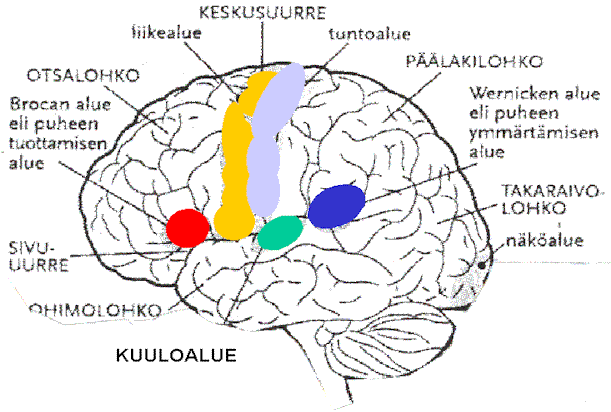 KESKUSUURRE
liikealue
tuntoalue
PÄÄLAKILOHKO
OTSALOHKO
Brocan alue
eli puheen
tuottamisen
alue
Wernicken alue
eli puheen
ymmärtämisen
alue
TAKARAIVO-
LOHKO
näköalue
SIVU-
UURRE
OHIMOLOHKO
KUULOALUE